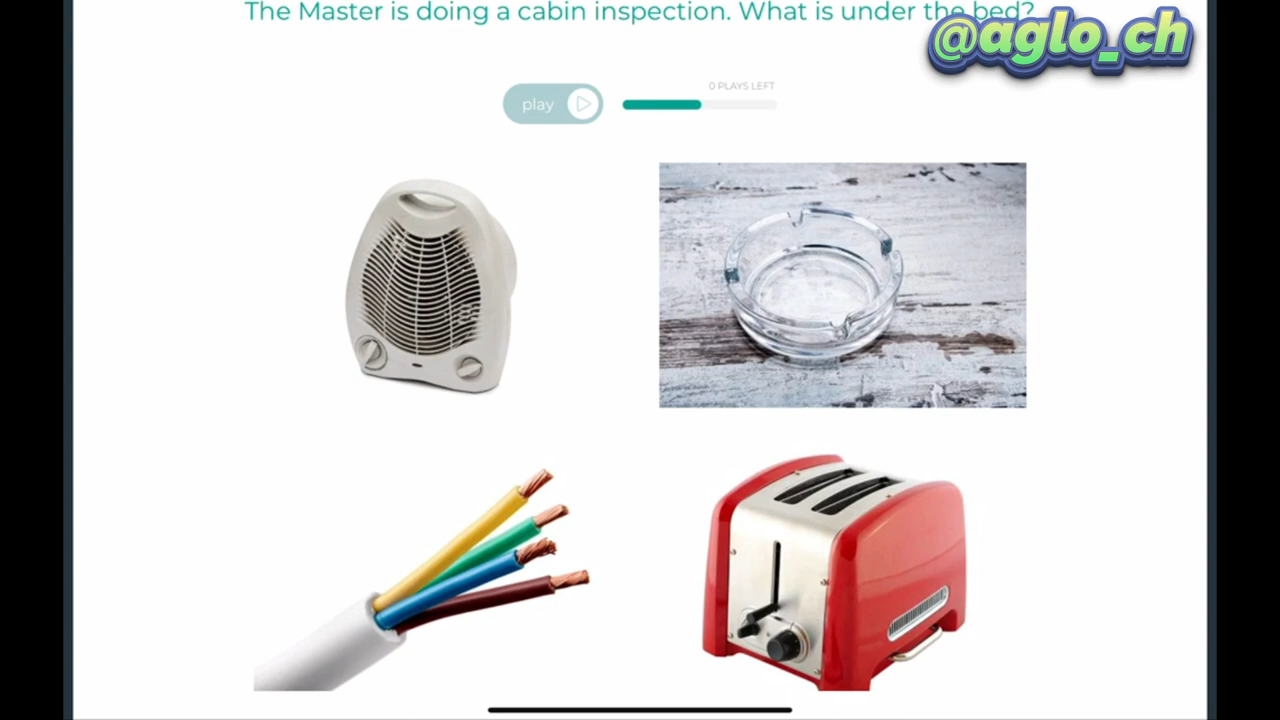 The Master is doing a cabin inspection. What is under the bed?
@aglo_ch
0 PLAYS LEFT
play